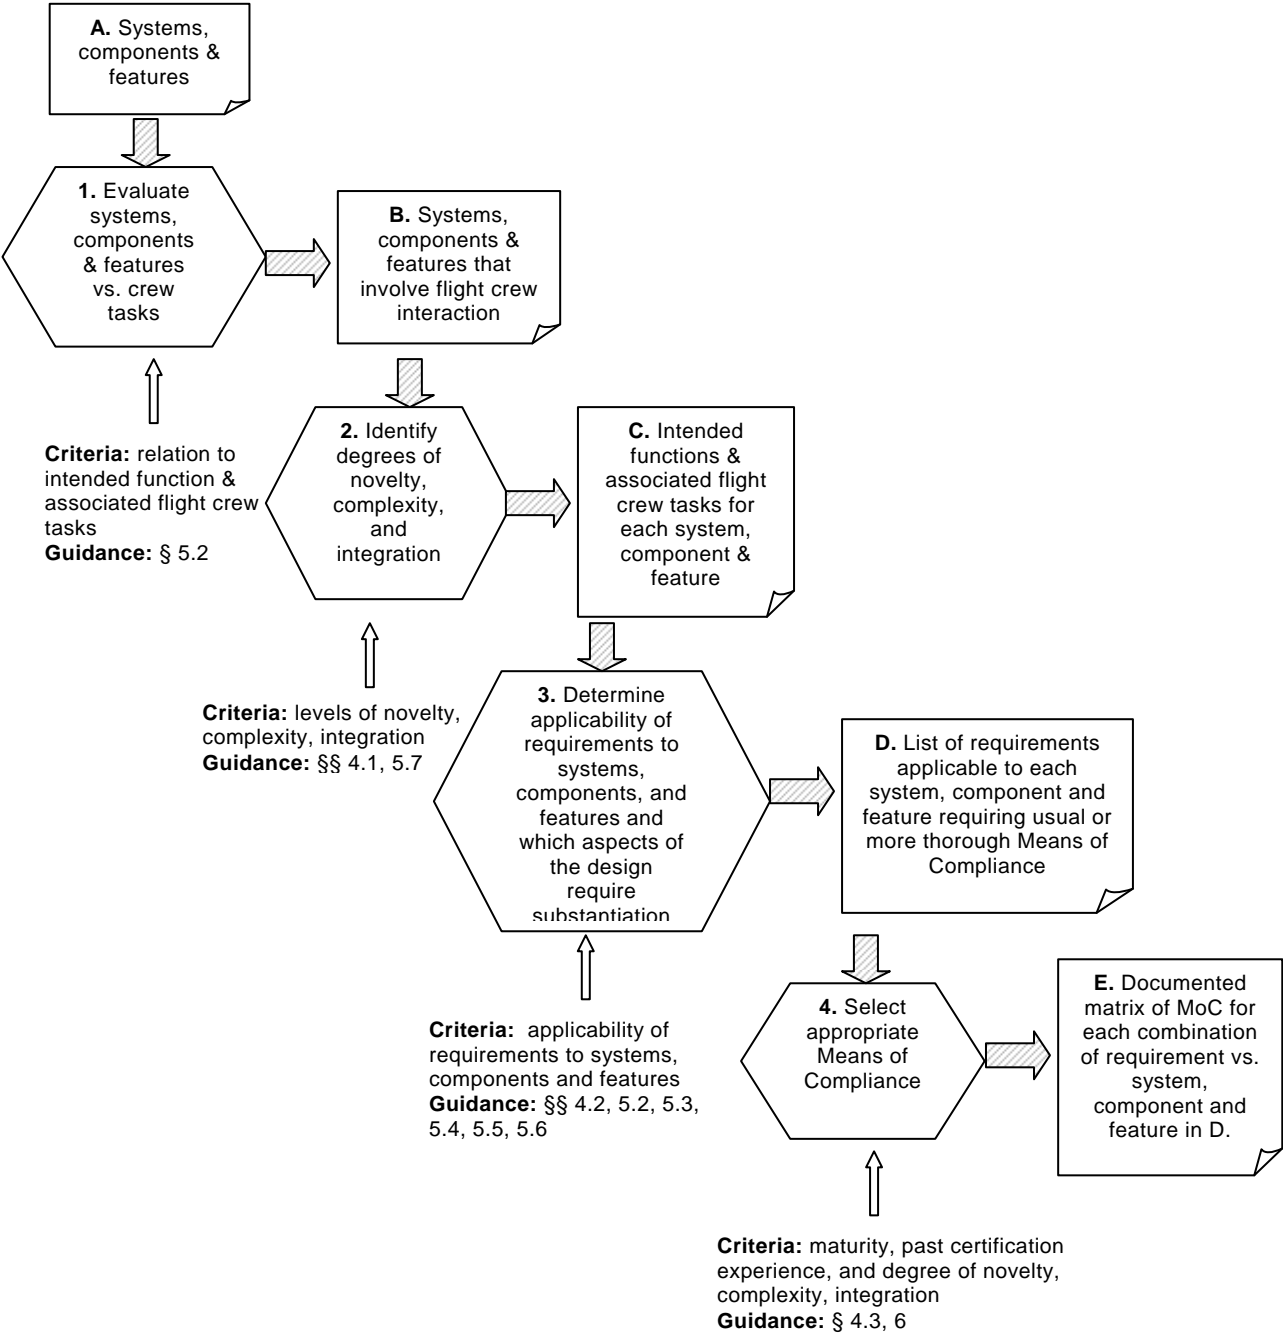 A. Systems,
components &
features
1. Evaluate
systems,
components
& features
vs. crew
tasks
B. Systems,
components &
features that
involve flight crew
interaction
Criteria: relation to
intended function &
associated flight crew
tasks
Guidance: § 5.2
2. Identify
degrees of
novelty,
complexity,
and
integration
C. Intended
functions &
associated flight
crew tasks for
each system,
component &
feature
Criteria: levels of novelty,
complexity, integration
Guidance: §§ 4.1, 5.7
3. Determine
applicability of
requirements to
systems,
components, and
features and
which aspects of
the design
require
substantiation
D. List of requirements
applicable to each
system, component and
feature requiring usual or
more thorough Means of
Compliance
Criteria: applicability of
requirements to systems,
components and features
Guidance: §§ 4.2, 5.2, 5.3,
5.4, 5.5, 5.6
4. Select
appropriate
Means of
Compliance
E. Documented
matrix of MoC for
each combination
of requirement vs.
system,
component and
feature in D.
Criteria: maturity, past certification
experience, and degree of novelty,
complexity, integration
Guidance: § 4.3, 6